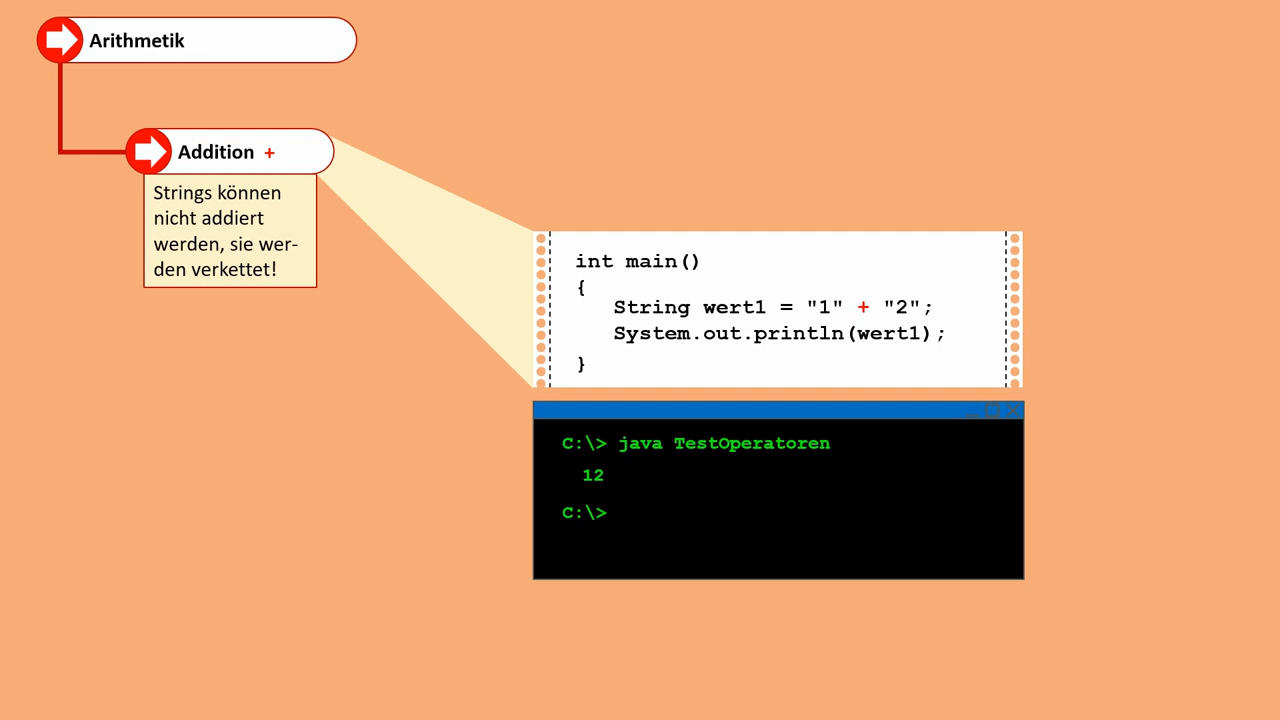 Arithmetik
Addition +
Strings können
nicht addiert
werden, sie wer-
den verkettet!
int main()
{
String wert1 = "1" + "2";
System.out.println(wert1);
}
C:\> java TestOperatoren
12
C:\>